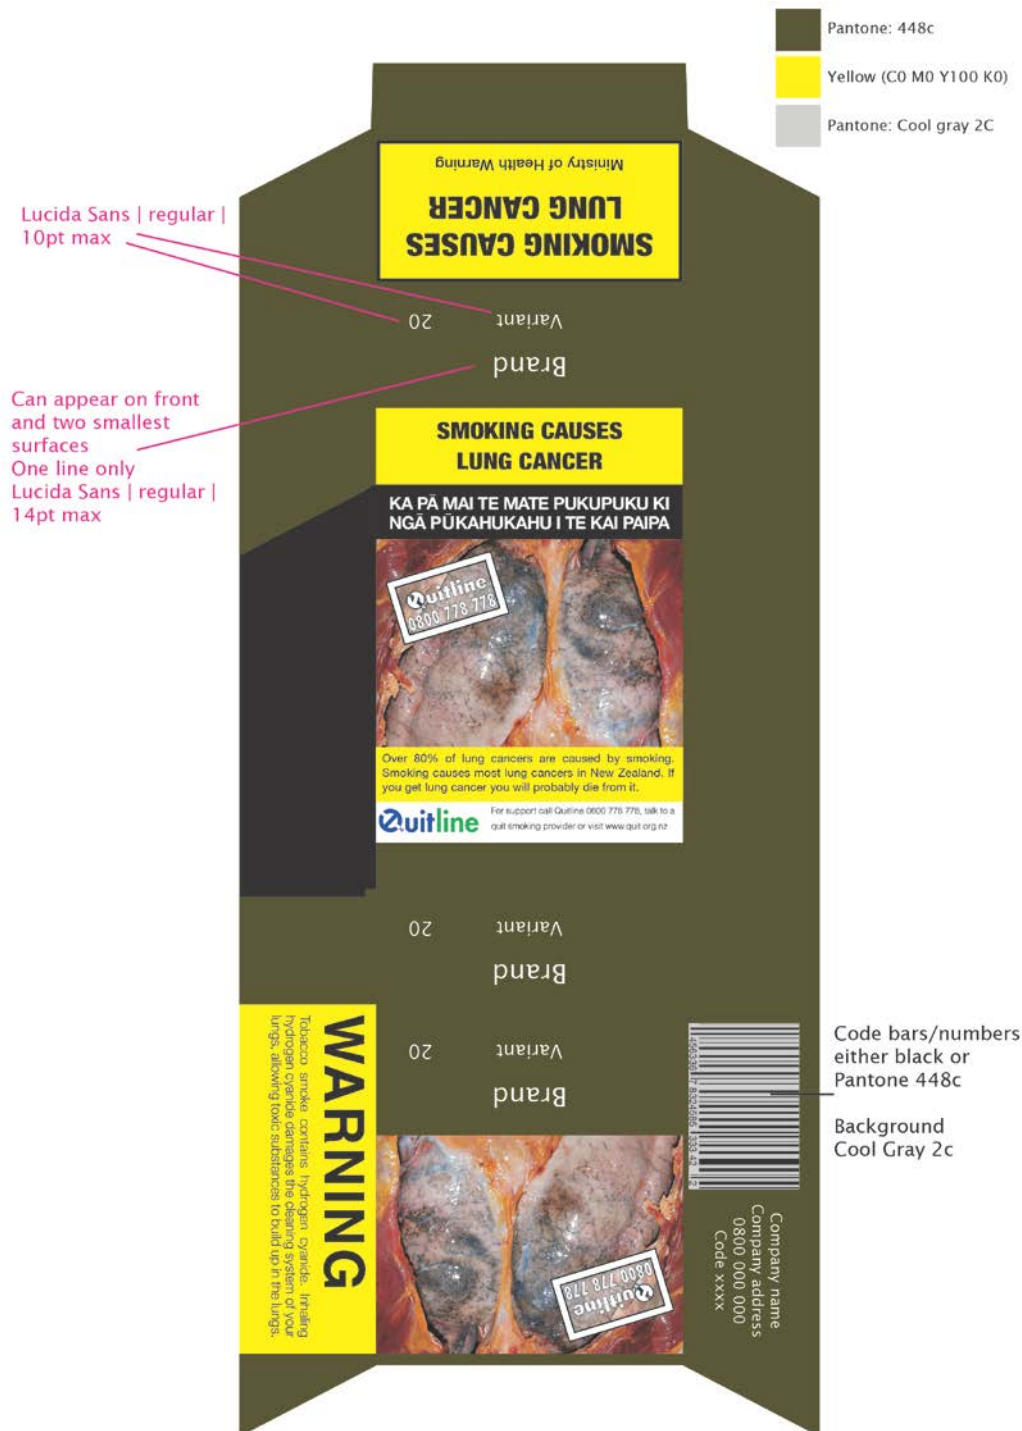 Pantone: 448c
Yellow (C0 M0 Y100 K0)
Pantone: Cool gray 2C
Ministry of Health Warning
SMOKING CAUSES
LUNG CANCER
Lucida Sans | regular |
10pt max
20 Variant
Brand
Can appear on front
and two smallest
surfaces
One line only
Lucida Sans | regular |
14pt max
SMOKING CAUSES
LUNG CANCER
KA PĀ MAI TE MATE PUKUPUKU KI
NGĀ PŪKAHUKAHU I TE KAI PAIPA
Quitline
0800 778 778
Over 80% of lung cancers are caused by smoking.
Smoking causes most lung cancers in New Zealand. If
you get lung cancer you will probably die from it.
Quitline
For support call Quitline 0800 778 778, talk to a
quit smoking provider or visit www.quit.org.nz
20 Variant
Brand
20 Variant
Brand
WARNING
Tobacco smoke contains hydrogen cyanide. Inhaling
hydrogen cyanide damages the cleaning system of your
lungs, allowing toxic substances to build up in the lungs.
Quitline
0800 778 778
Code bars/numbers
either black or
Pantone 448c
Background
Cool Gray 2c
Company name
Company address
0800 000 000
Code xxxx